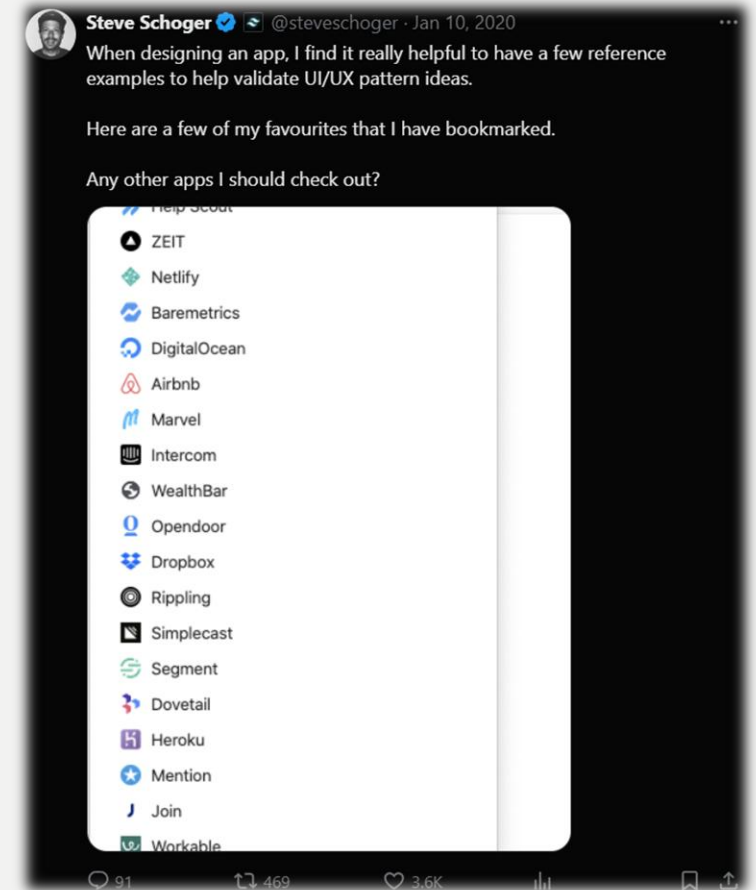 Steve Schoger @steveschoger · Jan 10, 2020
When designing an app, I find it really helpful to have a few reference
examples to help validate UI/UX pattern ideas.
Here are a few of my favourites that I have bookmarked.
Any other apps I should check out?
Help Scout
ZEIT
Netlify
Baremetrics
DigitalOcean
Airbnb
Marvel
Intercom
WealthBar
Opendoor
Dropbox
Rippling
Simplecast
Segment
Dovetail
Heroku
Mention
Join
Workable
91 469 3.6K